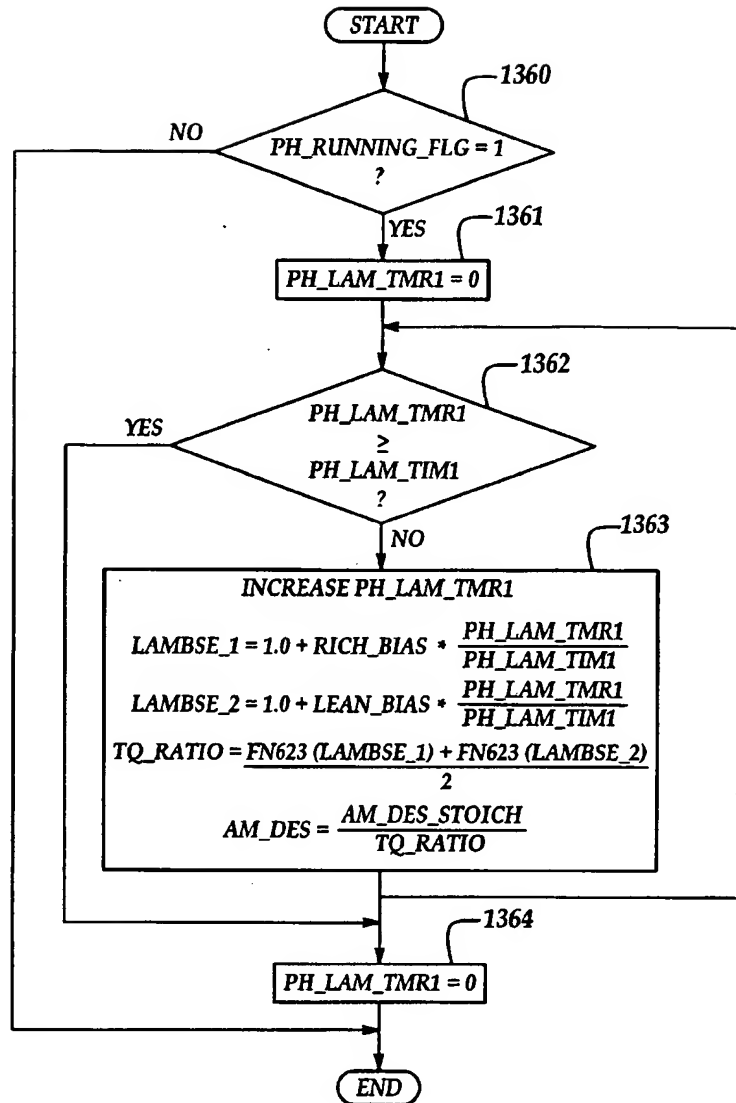 START
1360
NO
PH_RUNNING_FLG = 1
?
YES
1361
PH_LAM_TMR1 = 0
1362
YES
PH_LAM_TMR1
≥
PH_LAM_TIM1
?
NO
1363
INCREASE PH_LAM_TMR1
LAMBSE_1 = 1.0 + RICH_BIAS * PH_LAM_TMR1 / PH_LAM_TIM1
LAMBSE_2 = 1.0 + LEAN_BIAS * PH_LAM_TMR1 / PH_LAM_TIM1
TQ_RATIO = FN623 (LAMBSE_1) + FN623 (LAMBSE_2) / 2
AM_DES = AM_DES_STOICH / TQ_RATIO
1364
PH_LAM_TMR1 = 0
END